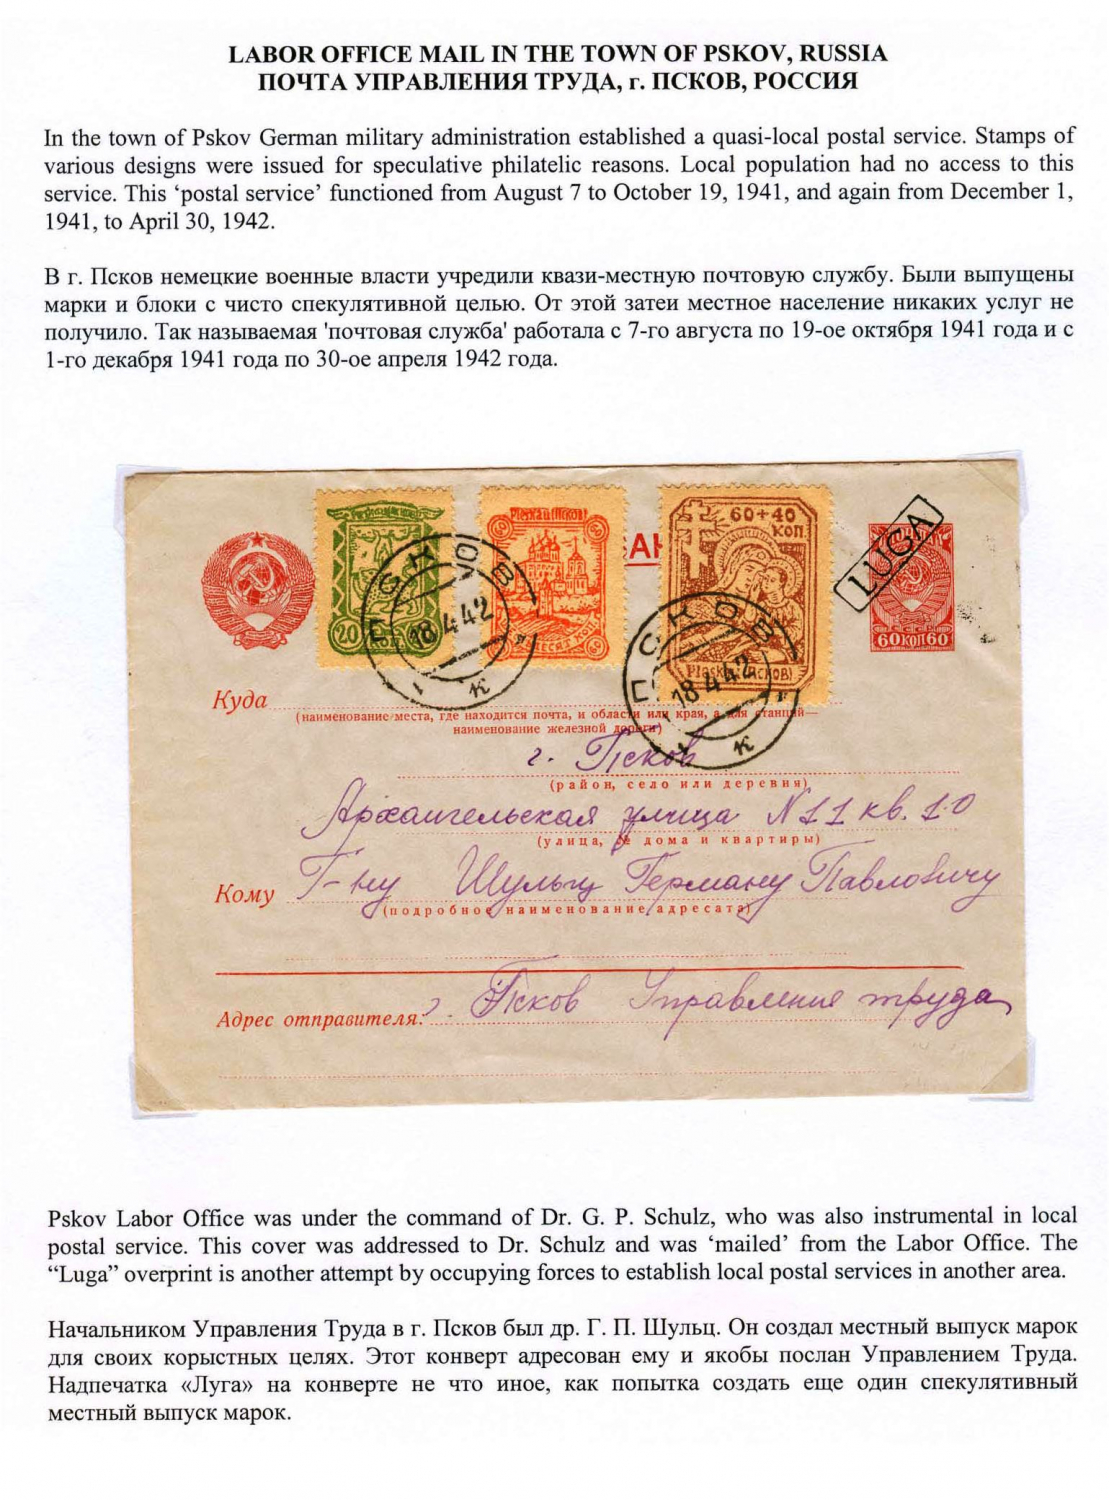 LABOR OFFICE MAIL IN THE TOWN OF PSKOV, RUSSIA
ПОЧТА УПРАВЛЕНИЯ ТРУДА, г. ПСКОВ, РОССИЯ
In the town of Pskov German military administration established a quasi-local postal service. Stamps of
various designs were issued for speculative philatelic reasons. Local population had no access to this
service. This ‘postal service’ functioned from August 7 to October 19, 1941, and again from December 1,
1941, to April 30, 1942.
В г. Псков немецкие военные власти учредили квази-местную почтовую службу. Были выпущены
марки и блоки с чисто спекулятивной целью. От этой затеи местное население никаких услуг не
получило. Так называемая 'почтовая служба' работала с 7-го августа по 19-ое октября 1941 года и с
1-го декабря 1941 года по 30-ое апреля 1942 года.
20
60
60
60+40
КОП
Pleskau (Псков)
LUGA
60 КОП 60
ПСКОВ
18 4 42
к
ПСКОВ
18 4 42
к
Куда
(наименование места, где находится почта, и области или края, а для станций—
наименование железной дороги)
г. Псков
(район, село или деревня)
Архангельская улица N 11 кв. 10
(улица, № дома и квартиры)
Кому Г-ну Шульц Герману Павловичу
(подробное наименование адресата)
Адрес отправителя: г Псков Управление труда
Pskov Labor Office was under the command of Dr. G. P. Schulz, who was also instrumental in local
postal service. This cover was addressed to Dr. Schulz and was ‘mailed’ from the Labor Office. The
“Luga” overprint is another attempt by occupying forces to establish local postal services in another area.
Начальником Управления Труда в г. Псков был др. Г. П. Шульц. Он создал местный выпуск марок
для своих корыстных целях. Этот конверт адресован ему и якобы послан Управлением Труда.
Надпечатка «Луга» на конверте не что иное, как попытка создать еще один спекулятивный
местный выпуск марок.